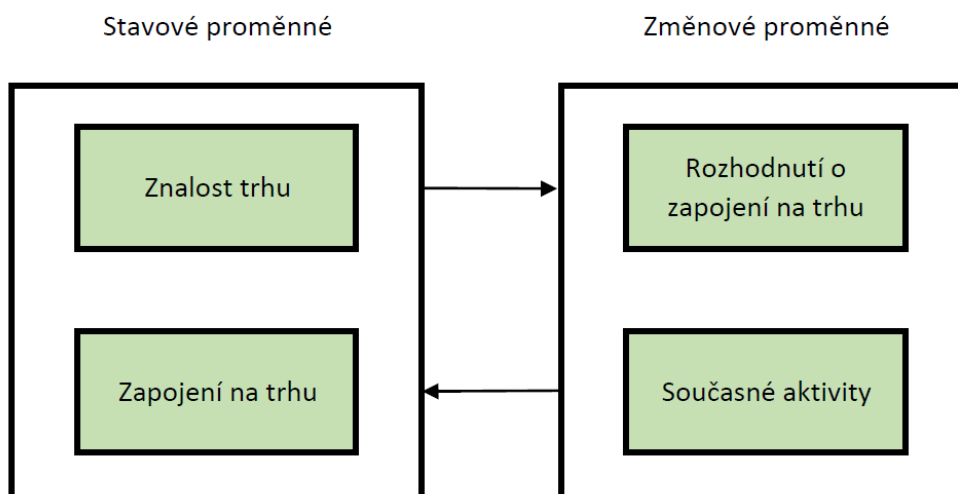 Stavové proměnné
Změnové proměnné
Znalost trhu
Rozhodnutí o
zapojení na trhu
Zapojení na trhu
Současné aktivity